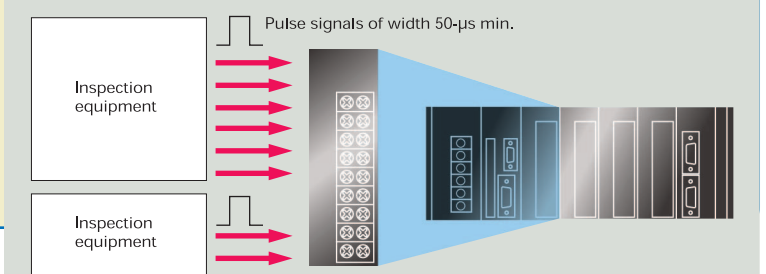 Pulse signals of width 50-µs min.
Inspection
equipment
Inspection
equipment